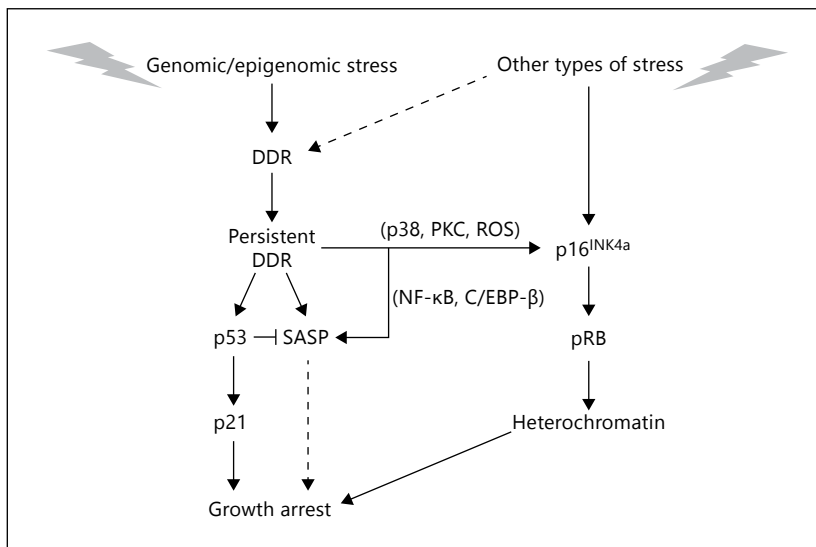 Genomic/epigenomic stress
Other types of stress
DDR
Persistent
DDR
(p38, PKC, ROS)
p16INK4a
(NF-κB, C/EBP-β)
p53
SASP
pRB
p21
Heterochromatin
Growth arrest